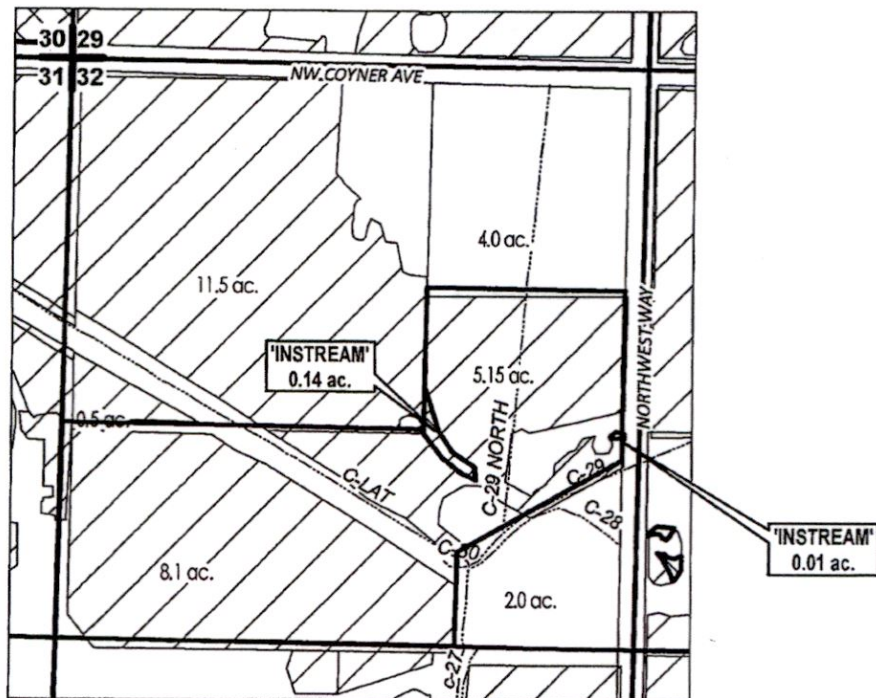 30 29
31 32
NW COYNER AVE
4.0 ac.
11.5 ac.
NORTHWEST WAY
'INSTREAM'
0.14 ac.
5.15 ac.
0.5 ac.
C-29 NORTH
C-LAT
C-29
C-28
'INSTREAM'
0.01 ac.
8.1 ac.
2.0 ac.
C-27